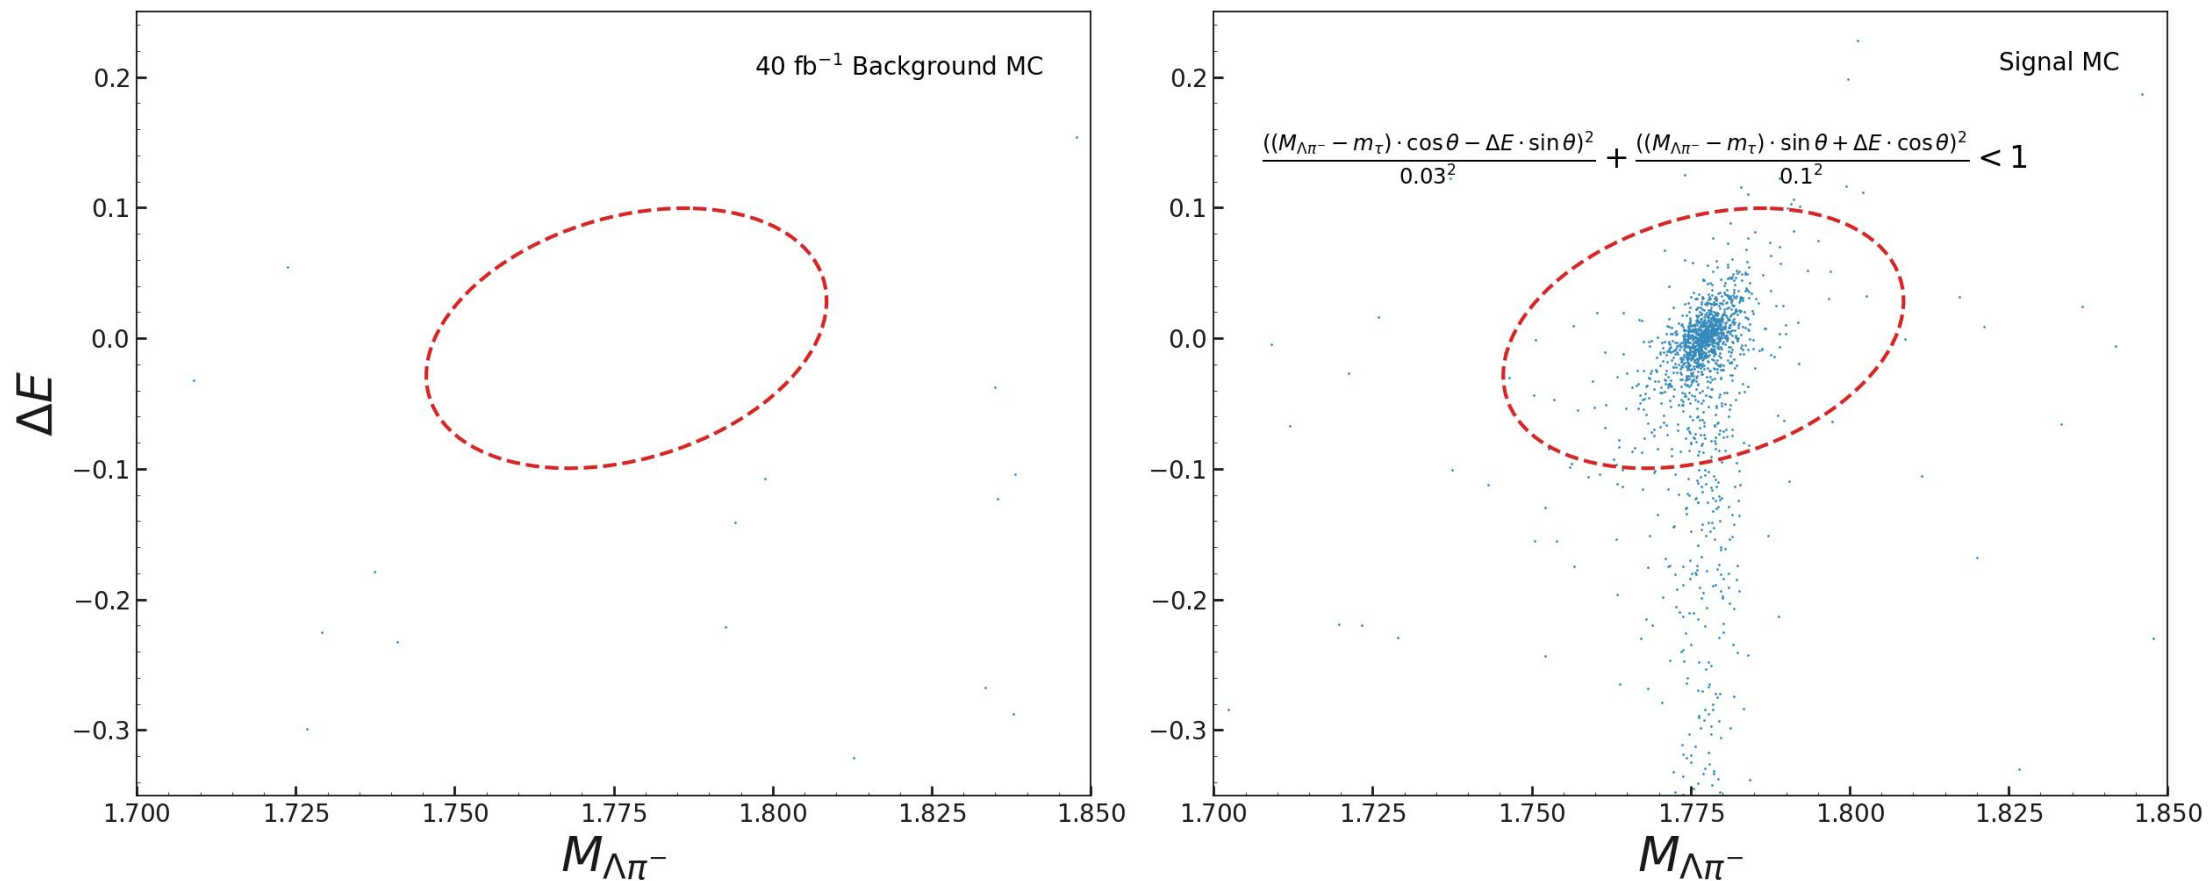 40 fb⁻¹ Background MC
0.2
0.1
0.0
−0.1
−0.2
−0.3
ΔE
1.700 1.725 1.750 1.775 1.800 1.825 1.850
M_{Λπ⁻}
Signal MC
((M_{Λπ⁻} − m_τ) · cos θ − ΔE · sin θ)² / 0.03² + ((M_{Λπ⁻} − m_τ) · sin θ + ΔE · cos θ)² / 0.1² < 1
0.2
0.1
0.0
−0.1
−0.2
−0.3
1.700 1.725 1.750 1.775 1.800 1.825 1.850
M_{Λπ⁻}